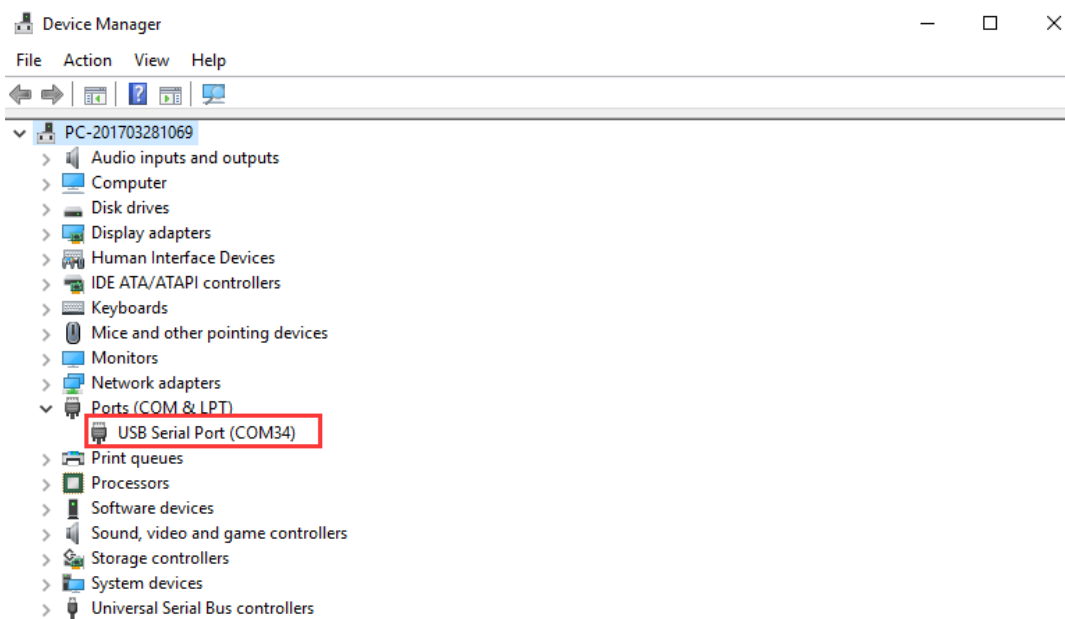 Device Manager
File Action View Help
PC-201703281069
Audio inputs and outputs
Computer
Disk drives
Display adapters
Human Interface Devices
IDE ATA/ATAPI controllers
Keyboards
Mice and other pointing devices
Monitors
Network adapters
Ports (COM & LPT)
USB Serial Port (COM34)
Print queues
Processors
Software devices
Sound, video and game controllers
Storage controllers
System devices
Universal Serial Bus controllers